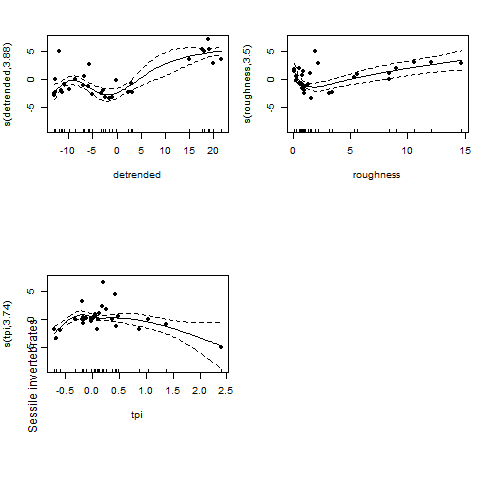 s(detrended,3.88)
5
0
-5
-10 -5 0 5 10 15 20
detrended
s(roughness,3.5)
5
0
-5
0 5 10 15
roughness
s(tpi,3.74)
Sessile invertebrates
5
0
-0.5 0.0 0.5 1.0 1.5 2.0 2.5
tpi